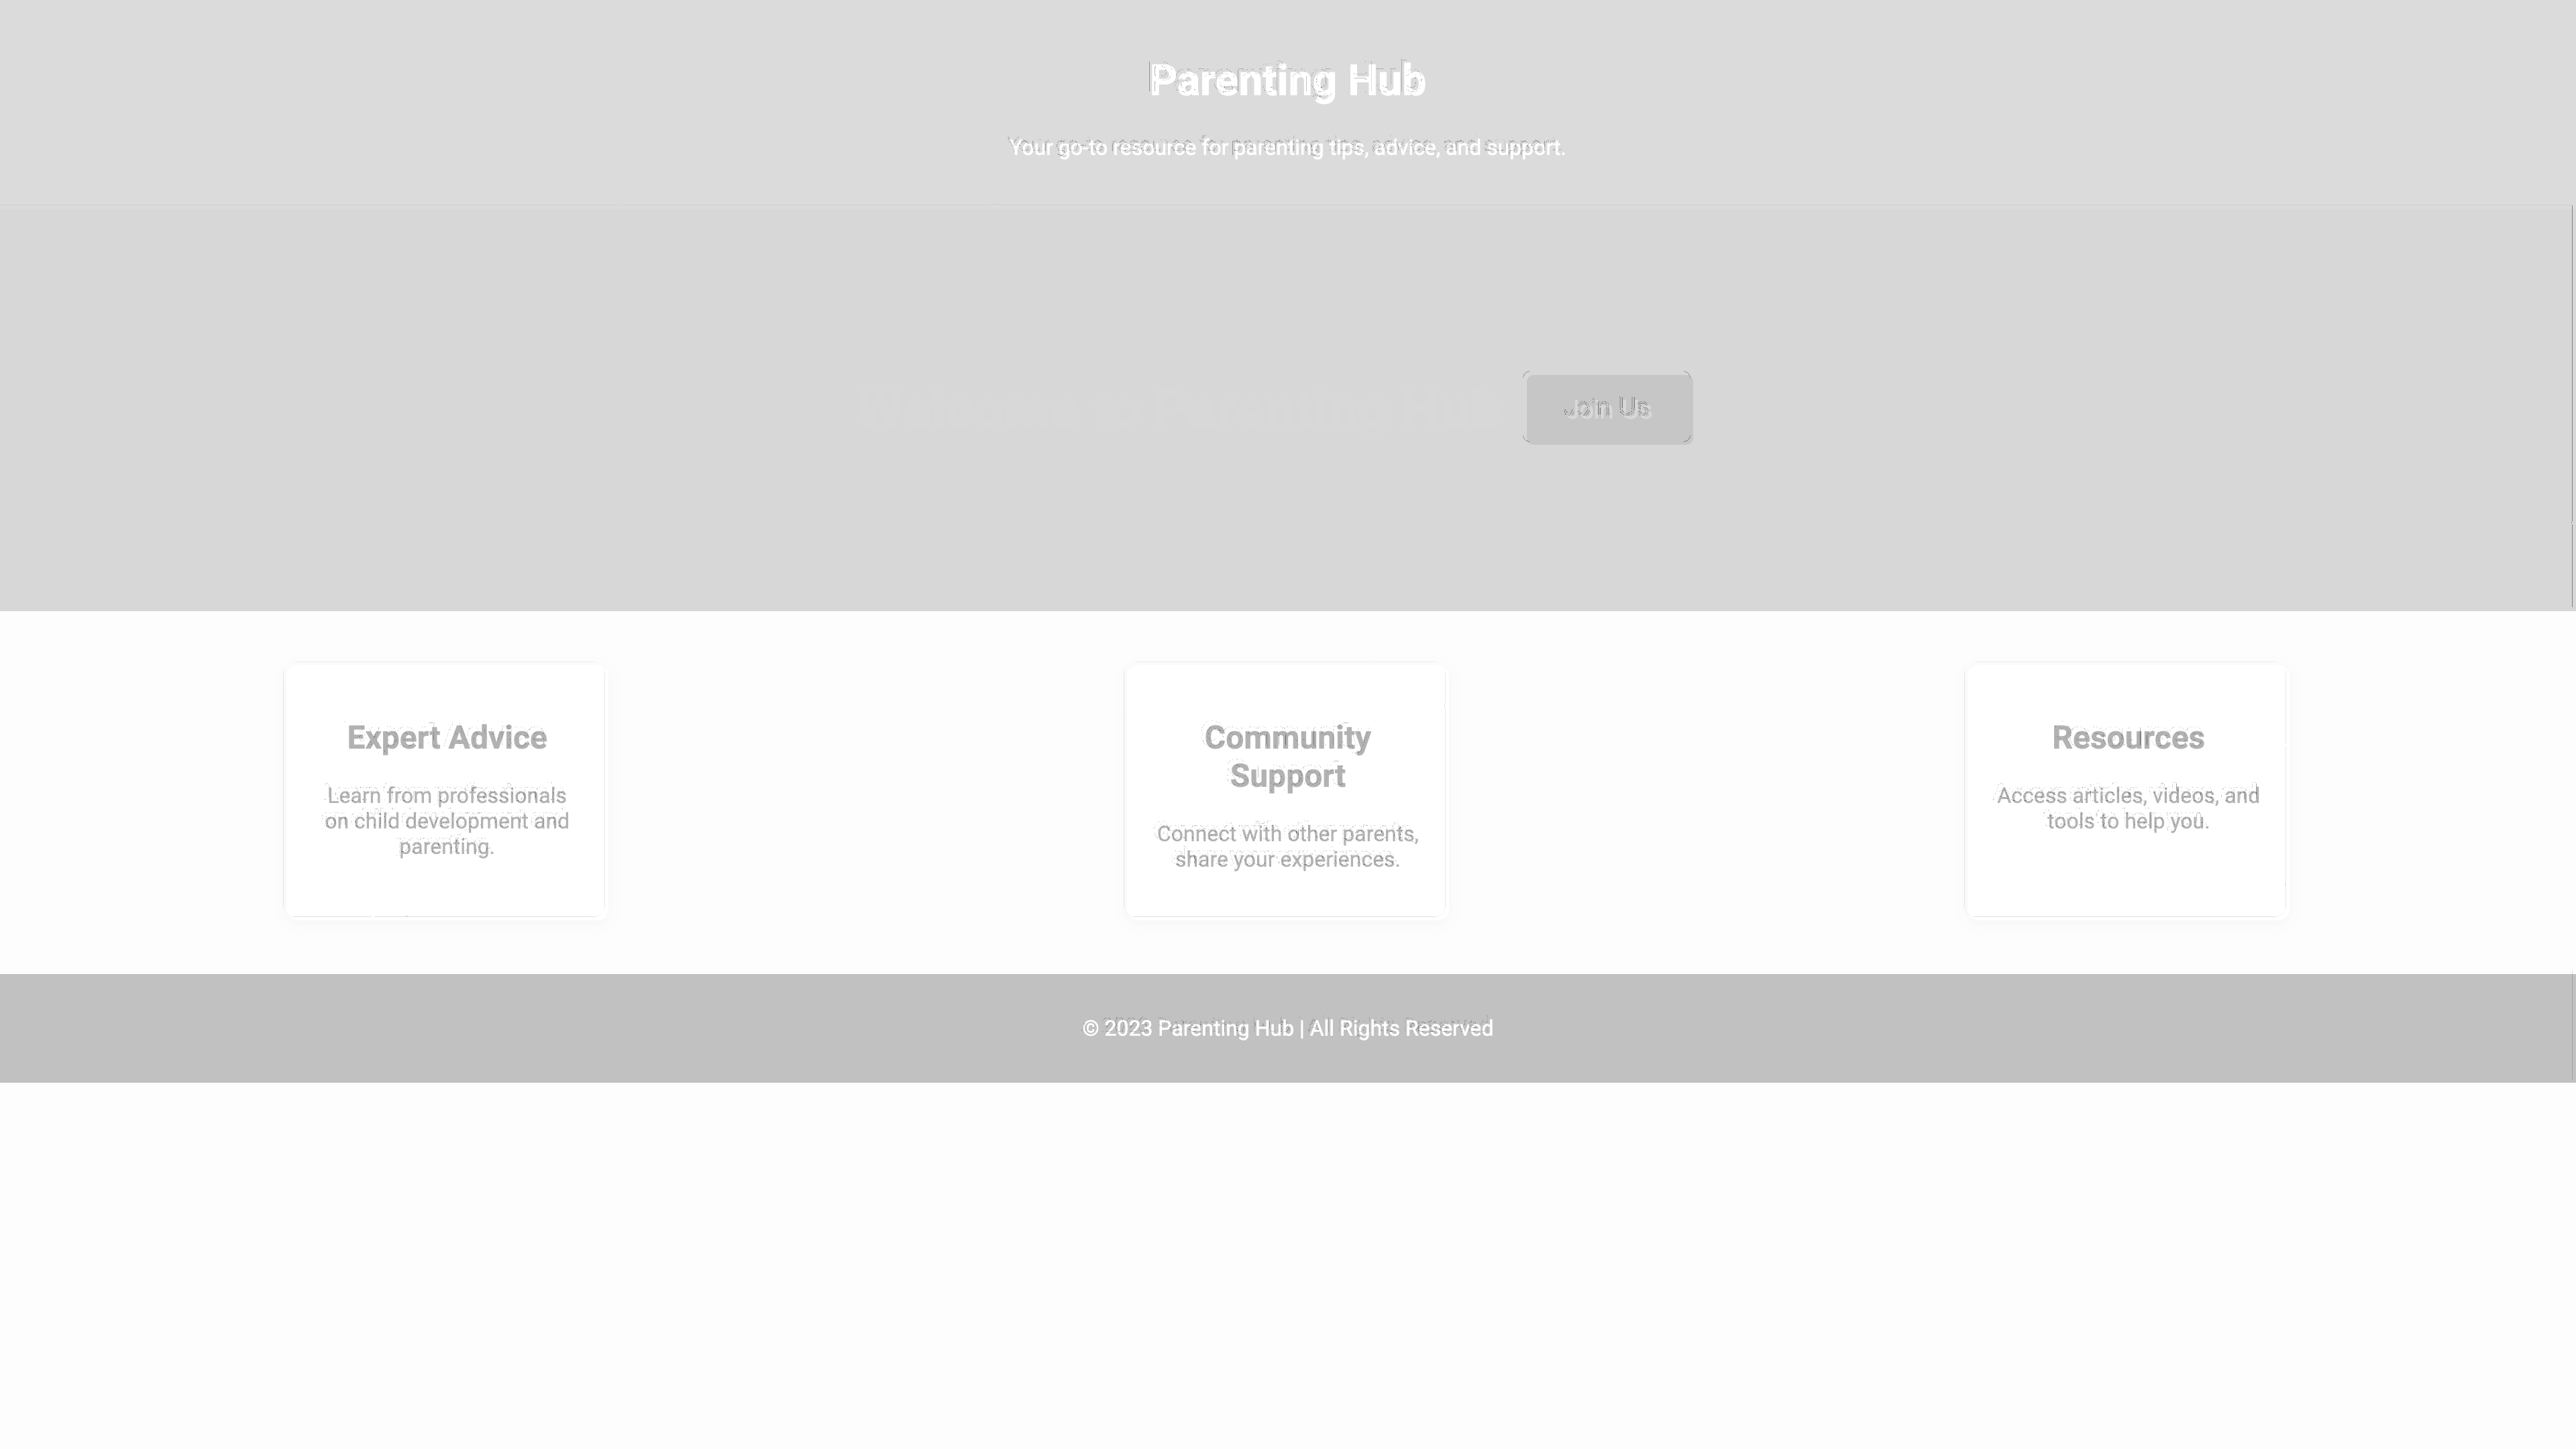 Parenting Hub
Your go-to resource for parenting tips, advice, and support.
Welcome to Parenting Hub
Join Us
Expert Advice
Learn from professionals
on child development and
parenting.
Community
Support
Connect with other parents,
share your experiences.
Resources
Access articles, videos, and
tools to help you.
© 2023 Parenting Hub | All Rights Reserved